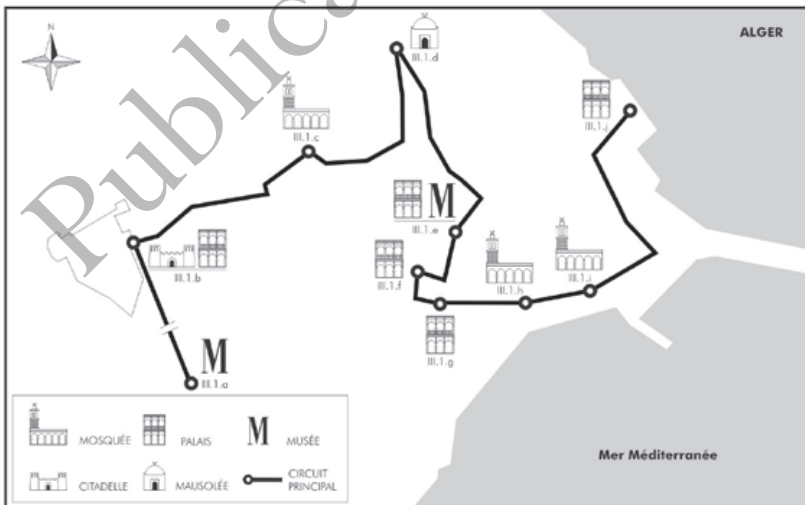 N
ALGER
III.1.d
III.1.j
III.1.c
M
III.1.e
III.1.b
III.1.f
III.1.h
III.1.i
III.1.g
M
III.1.a
MOSQUÉE
PALAIS
M MUSÉE
CITADELLE
MAUSOLÉE
CIRCUIT
PRINCIPAL
Mer Méditerranée
Publica